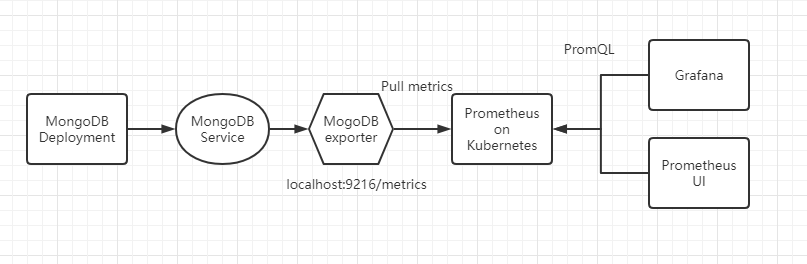 MongoDB
Deployment
MongoDB
Service
MogoDB
exporter
localhost:9216/metrics
Pull metrics
Prometheus
on
Kubernetes
PromQL
Grafana
Prometheus
UI